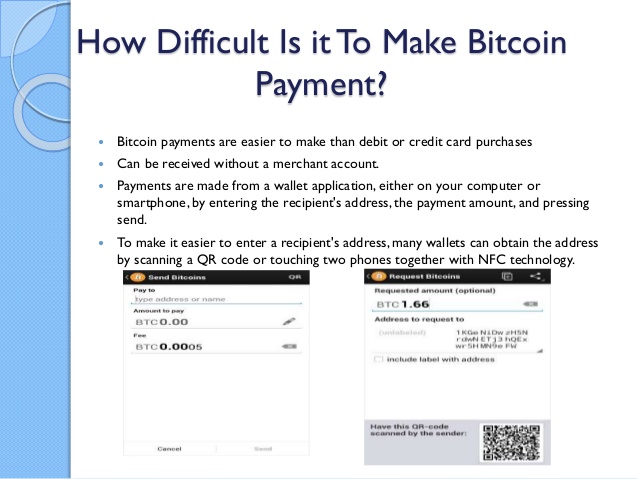 How Difficult Is it To Make Bitcoin
Payment?
Bitcoin payments are easier to make than debit or credit card purchases
Can be received without a merchant account.
Payments are made from a wallet application, either on your computer or
smartphone, by entering the recipient's address, the payment amount, and pressing
send.
To make it easier to enter a recipient's address, many wallets can obtain the address
by scanning a QR code or touching two phones together with NFC technology.
Send Bitcoins QR
Pay to
type address or name
Amount to pay
BTC 0.00
Fee
BTC 0.0005
Cancel Send
Request Bitcoins
Requested amount (optional)
BTC 1.66
Address to request to
(unlabeled) 1KGe NiDw zHSN
rdwN ETj3 hQEx
wr5H MN9e FW
include label with address
Have this QR-code
scanned by the sender: